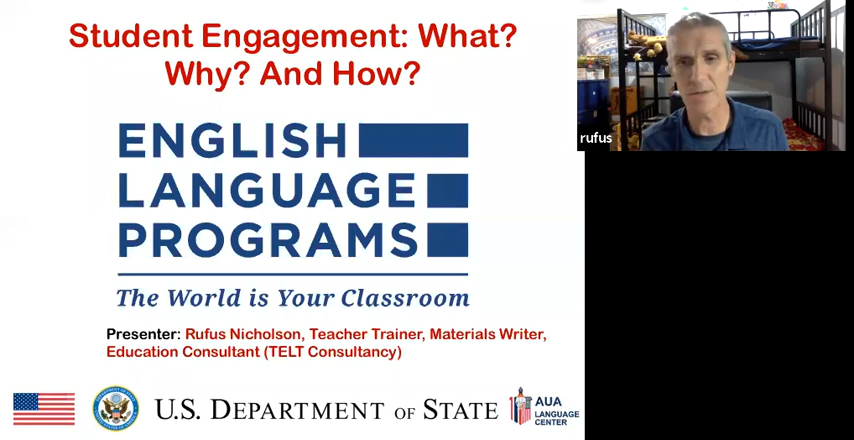 Student Engagement: What?
Why? And How?
rufus
ENGLISH
LANGUAGE
PROGRAMS
The World is Your Classroom
Presenter: Rufus Nicholson, Teacher Trainer, Materials Writer,
Education Consultant (TELT Consultancy)
U.S. DEPARTMENT OF STATE
AUA
LANGUAGE
CENTER